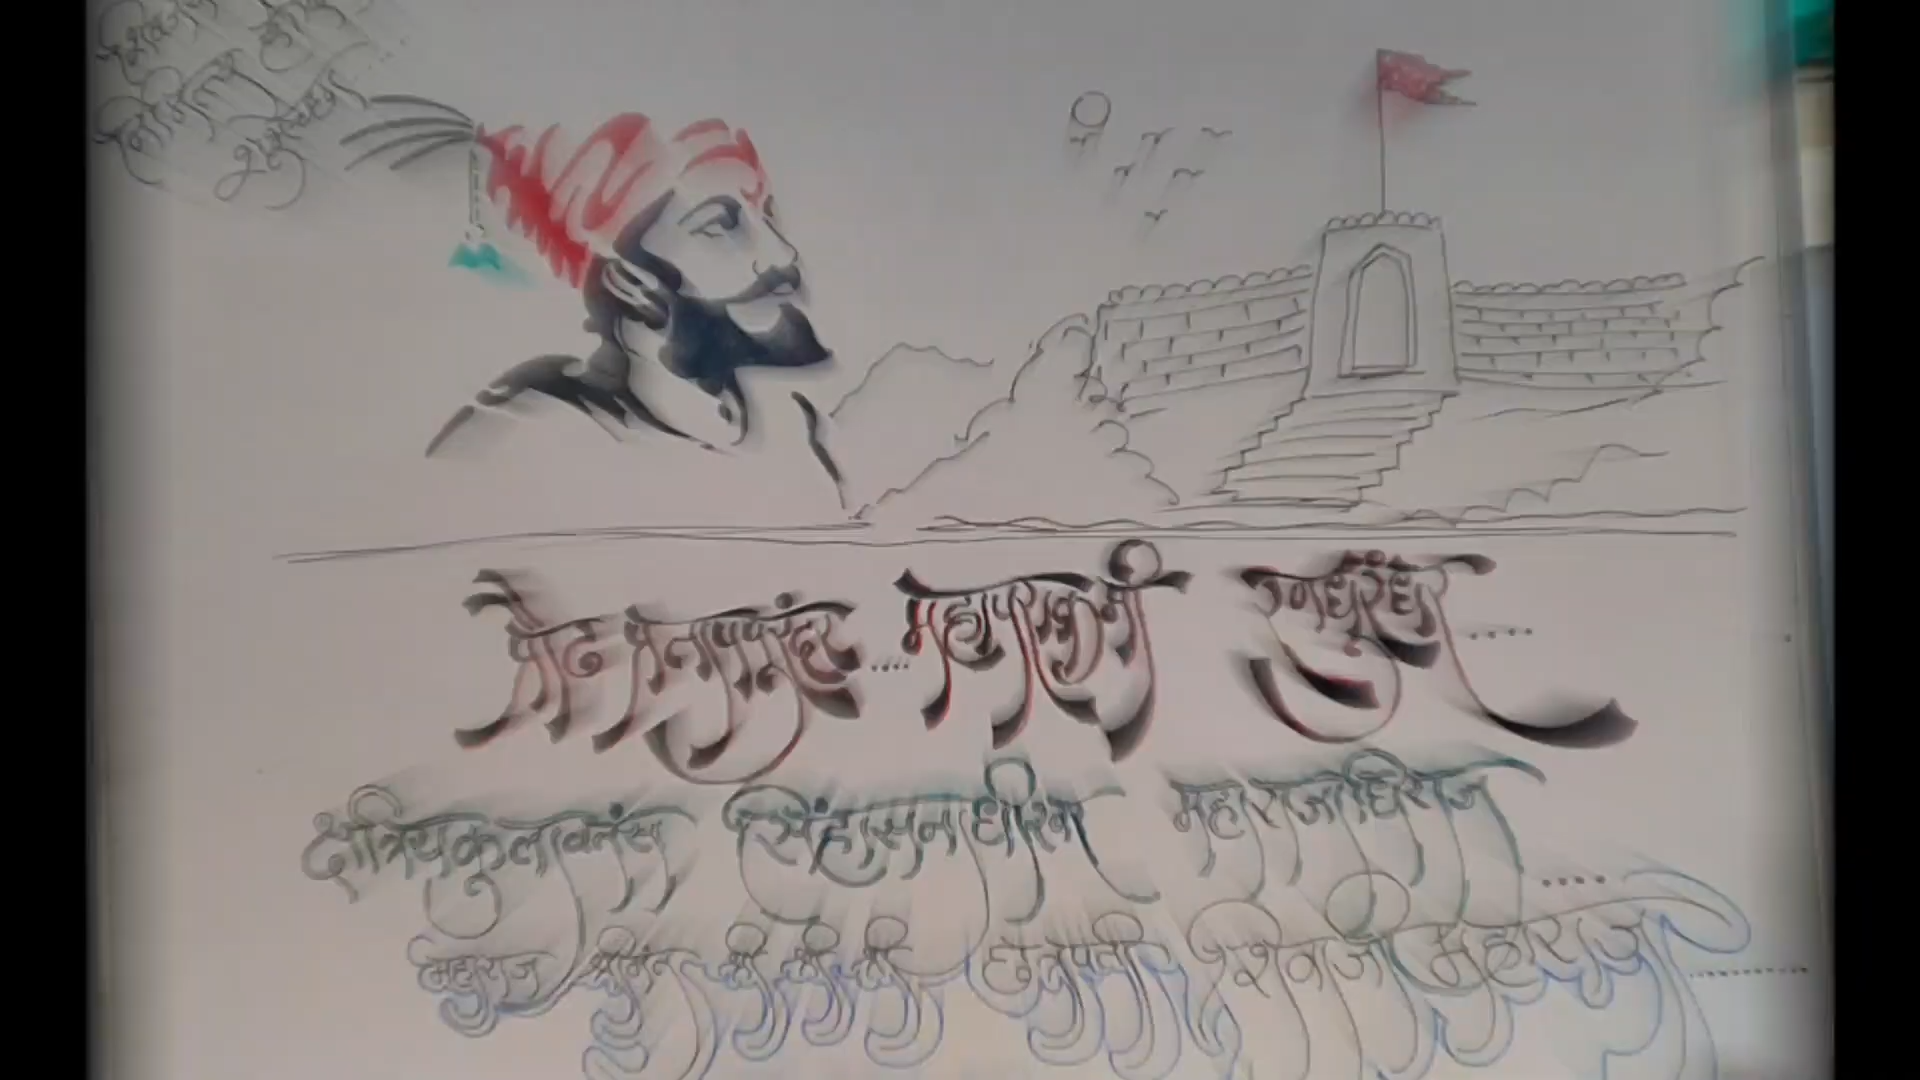 प्रौढ प्रतापपुरंदर .... महापराक्रमी रणधुरंधर ....
क्षत्रियकुलावतंस सिंहासनाधीश्वर महाराजाधिराज ....
महाराज श्रीमंत श्री श्री श्री छत्रपती शिवाजी महाराज ..........